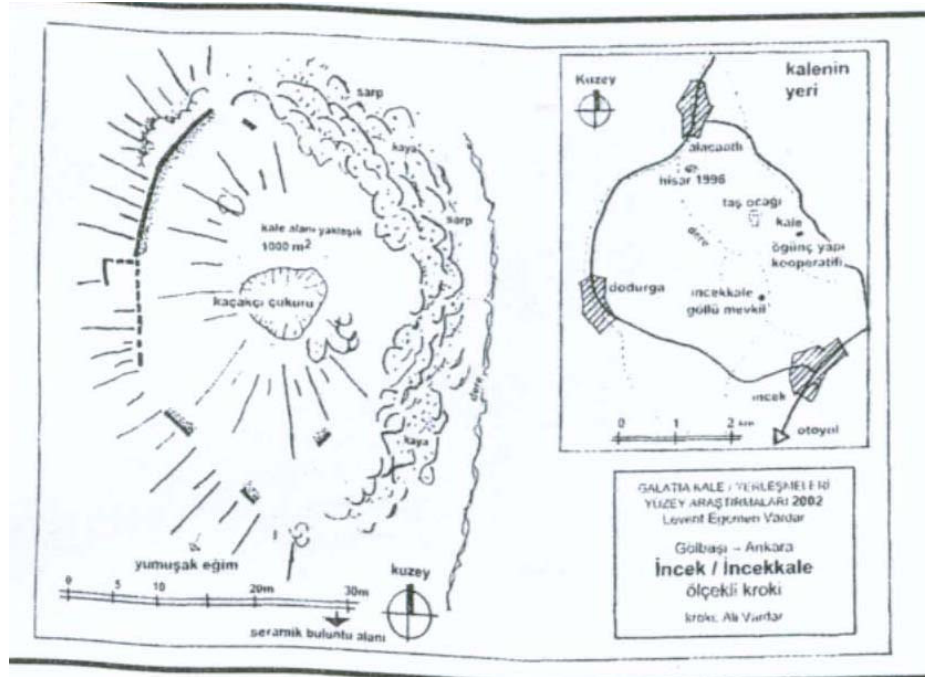 sarp
kaya
sarp
kale alanı yaklaşık
1000 m²
kaçakçı çukuru
dere
kaya
yumuşak eğim
0 5 10 20m 30m
seramik buluntu alanı
kuzey
Kuzey
kalenin
yeri
alacaatlı
hisar 1996
taş ocağı
kale
dere
öğünç yapı
kooperatifi
dodurga
incekkale
göllü mevkii
incek
0 1 2 km
otoyol
GALATIA KALE / YERLEŞMELERİ
YÜZEY ARAŞTIRMALARI 2002
Levent Egemen Vardar
Gölbaşı – Ankara
İncek / İncekkale
ölçekli kroki
kroki: Ali Vardar